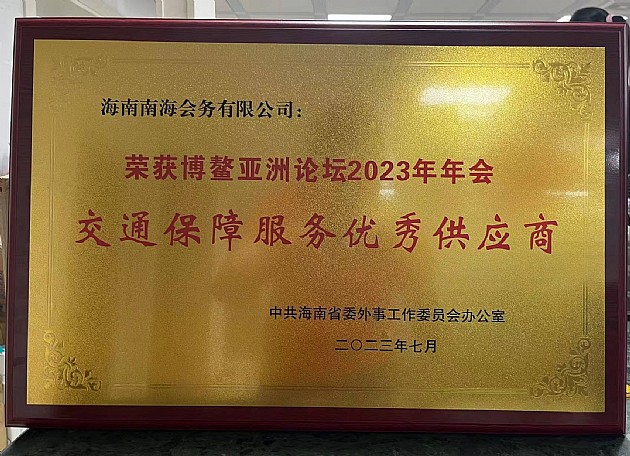 海南南海会务有限公司：
荣获博鳌亚洲论坛2023年年会
交通保障服务优秀供应商
中共海南省委外事工作委员会办公室
二〇二三年七月